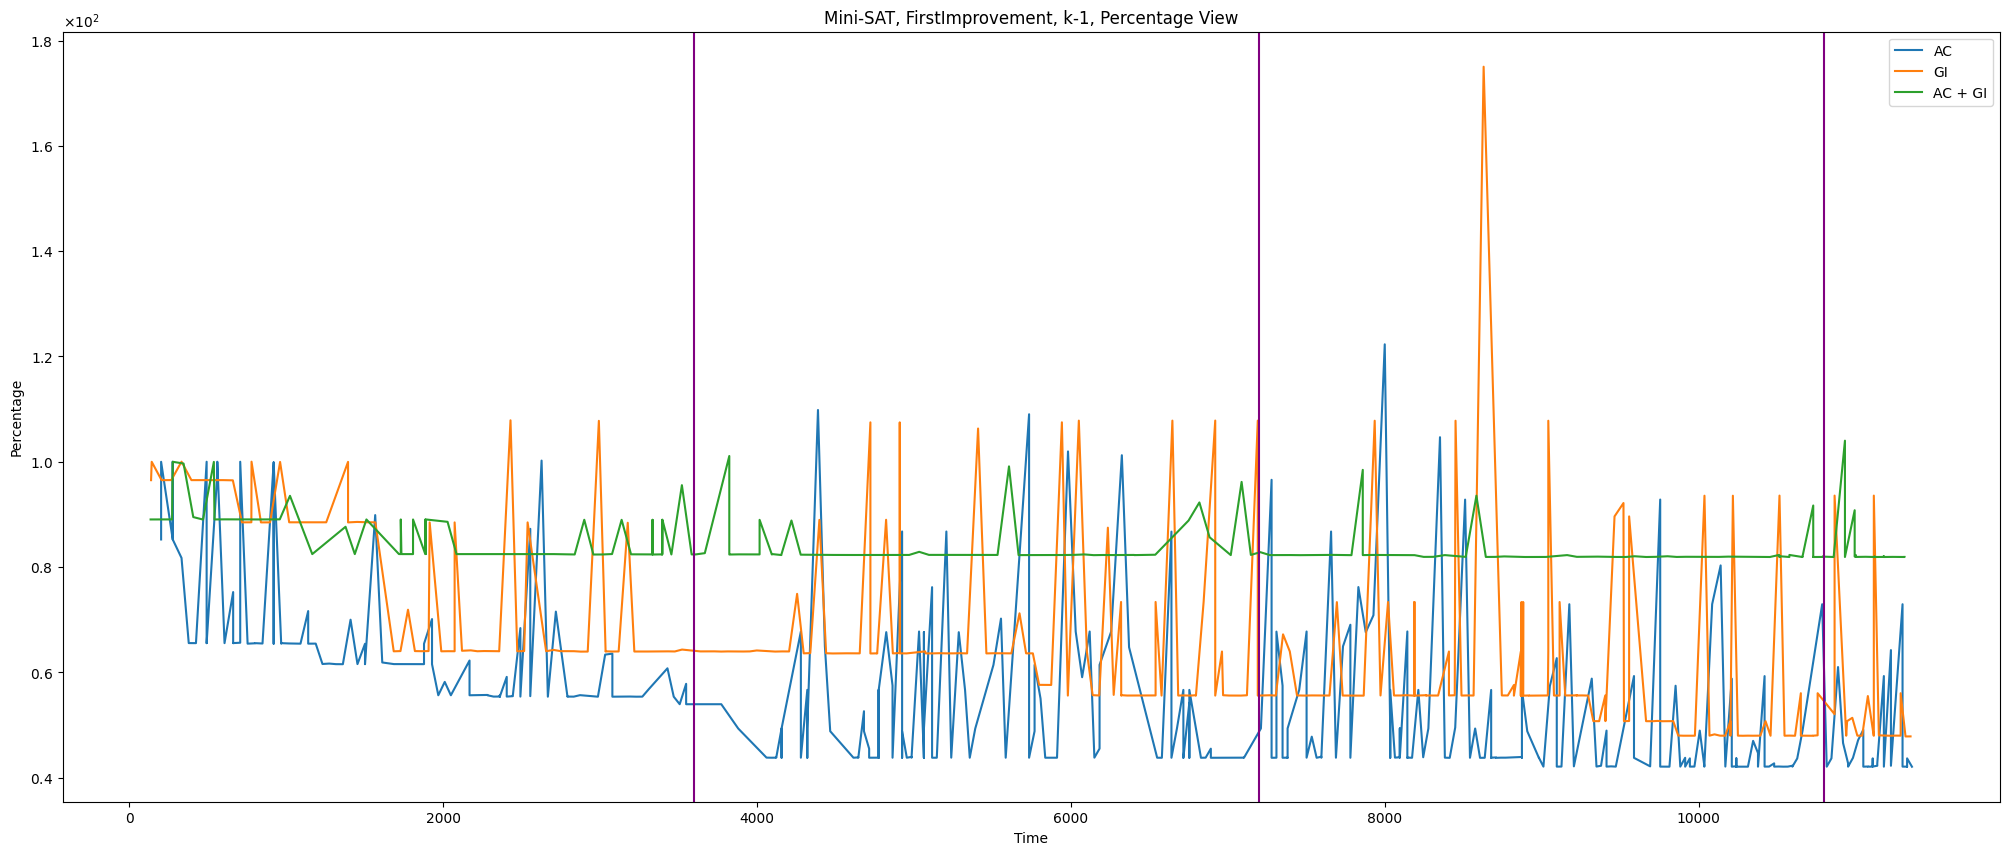 Mini-SAT, FirstImprovement, k-1, Percentage View
×10²
1.8
1.6
1.4
1.2
1.0
0.8
0.6
0.4
Percentage
0
2000
4000
6000
8000
10000
Time
AC
GI
AC + GI